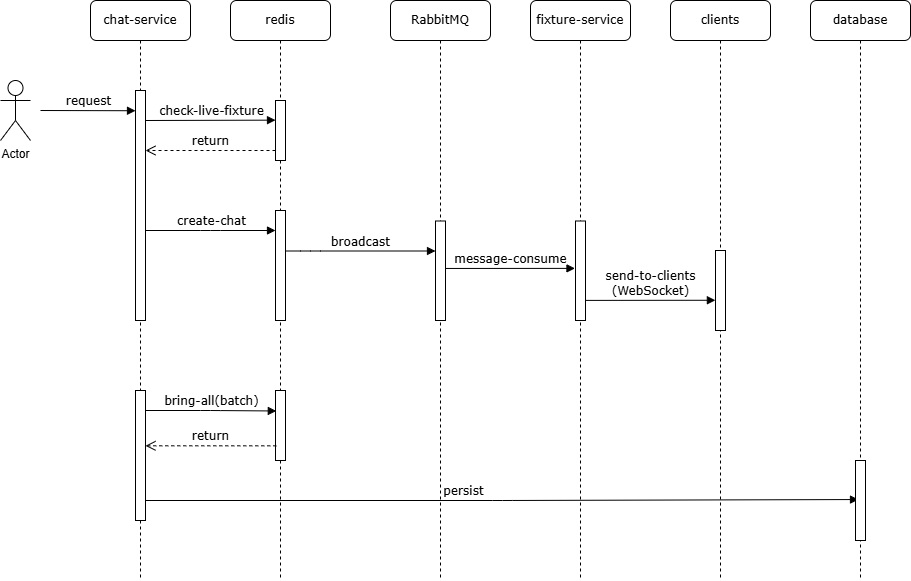 chat-service
redis
RabbitMQ
fixture-service
clients
database
request
Actor
check-live-fixture
return
create-chat
broadcast
message-consume
send-to-clients
(WebSocket)
bring-all(batch)
return
persist